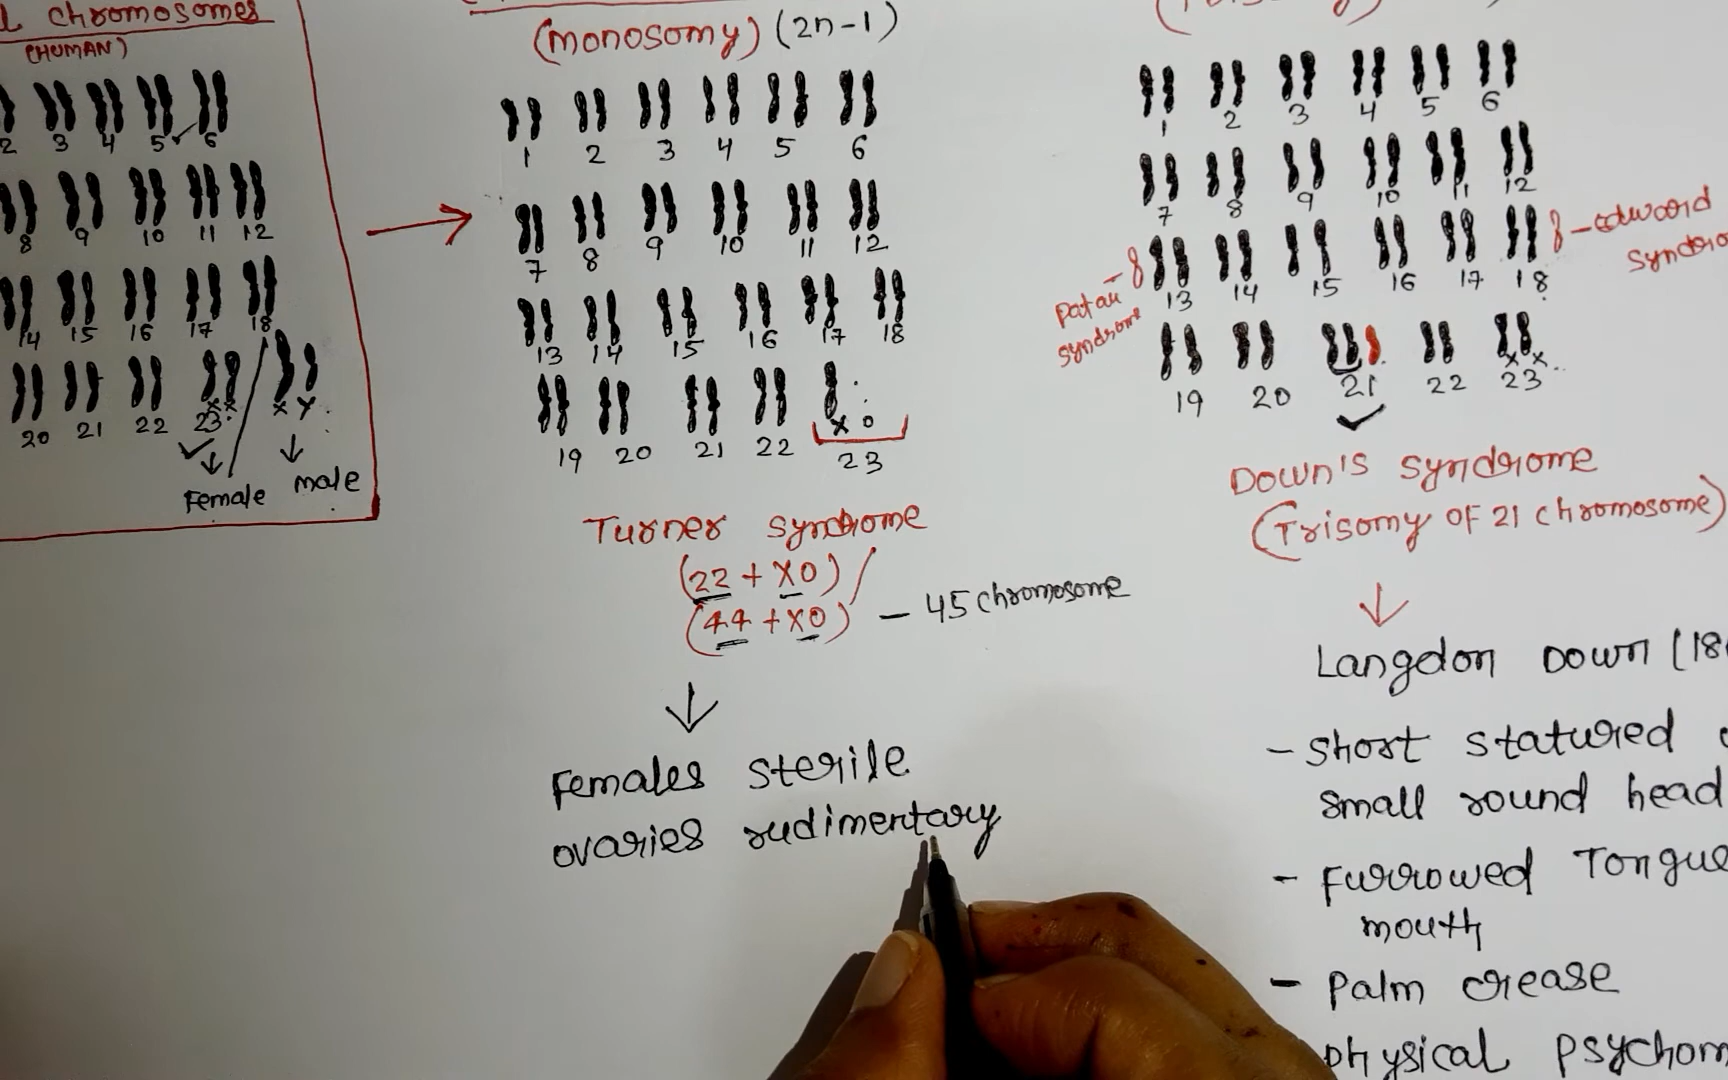 L chromosomes
(HUMAN)
2 3 4 5 6
8 9 10 11 12
14 15 16 17 18
20 21 22 23 x x x y
Female male
(monosomy) (2n-1)
1 2 3 4 5 6
7 8 9 10 11 12
13 14 15 16 17 18
x 0
19 20 21 22 23
Turner syndrome
(22 + XO) /
(44 + XO) - 45 chromosome
Females sterile
ovaries rudimentary
1 2 3 4 5 6
7 8 9 10 11 12
13 14 15 16 17 18
Patau syndrome
Edward
x x
19 20 21 22 23
Down's syndrome
(Trisomy OF 21 chromosome)
Langdon Down (18
- short statured
small round head
- Furrowed Tongue
mouth
- Palm crease
physical